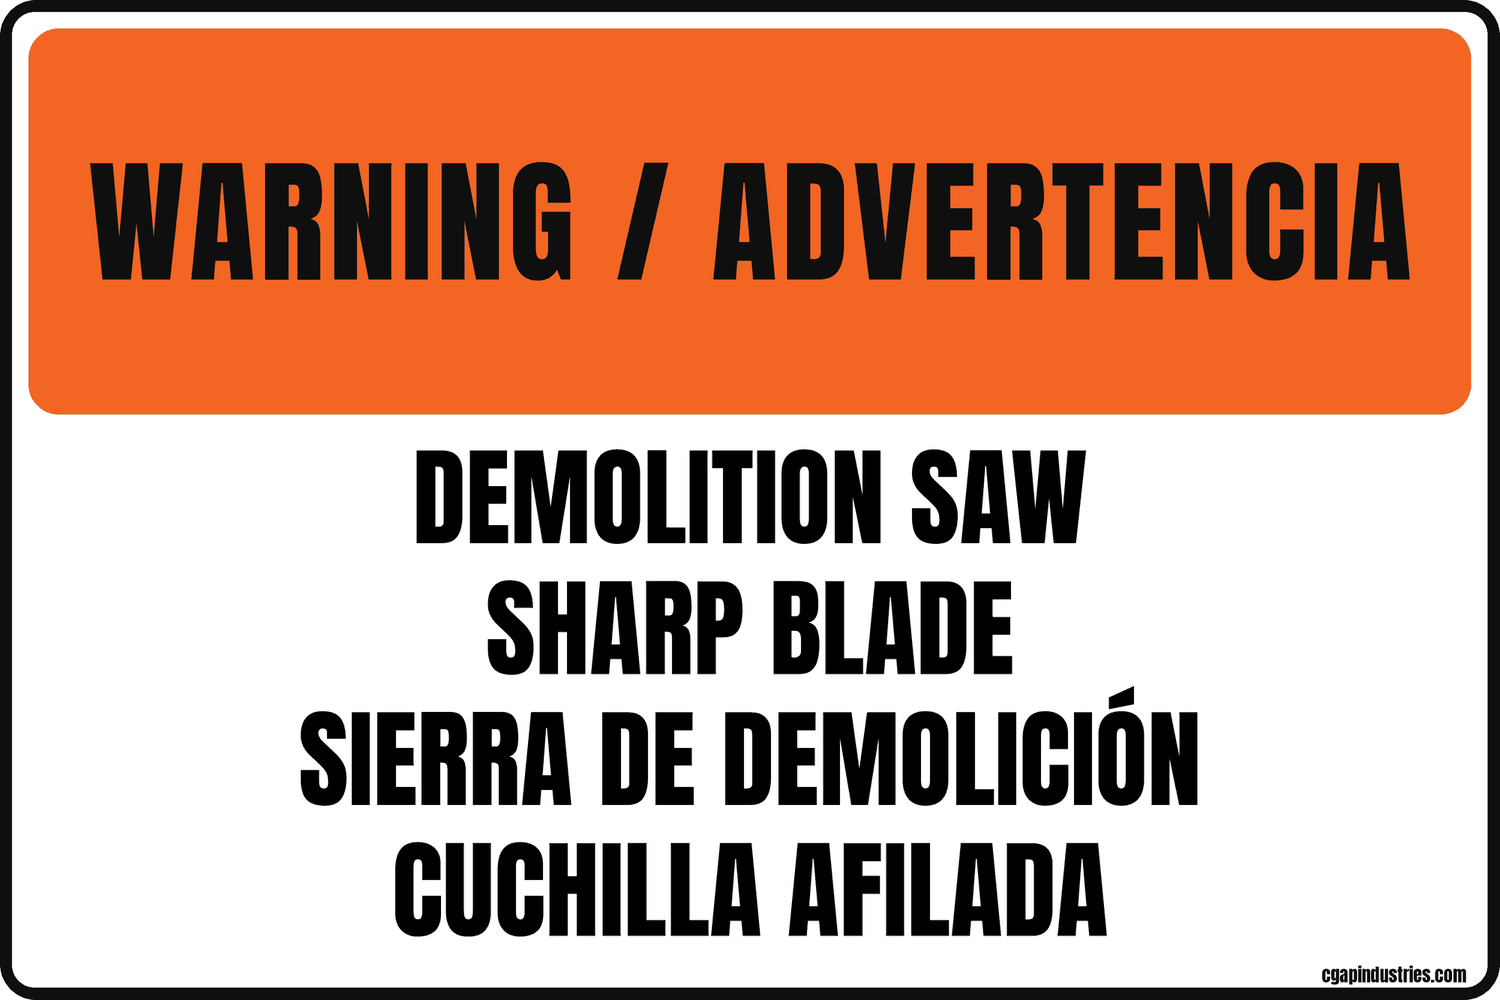 WARNING / ADVERTENCIA
DEMOLITION SAW
SHARP BLADE
SIERRA DE DEMOLICIÓN
CUCHILLA AFILADA
cgapindustries.com